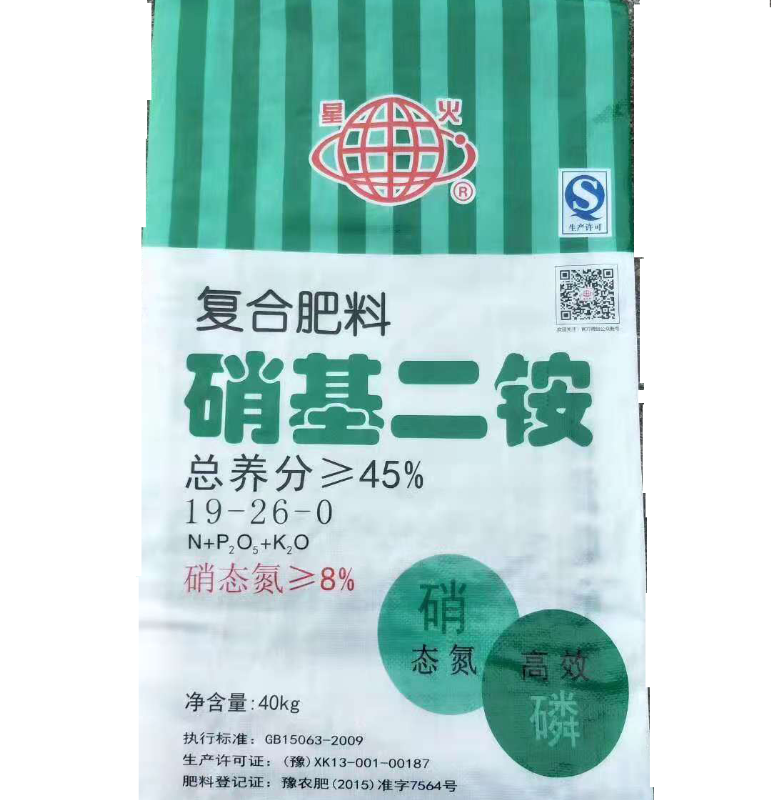 星 火
®
生产许可
复合肥料
硝基二铵
总养分≥45%
19-26-0
N+P₂O₅+K₂O
硝态氮≥8%
硝
态氮
高效
磷
净含量:40kg
执行标准：GB15063-2009
生产许可证：(豫)XK13-001-00187
肥料登记证：豫农肥(2015)准字7564号